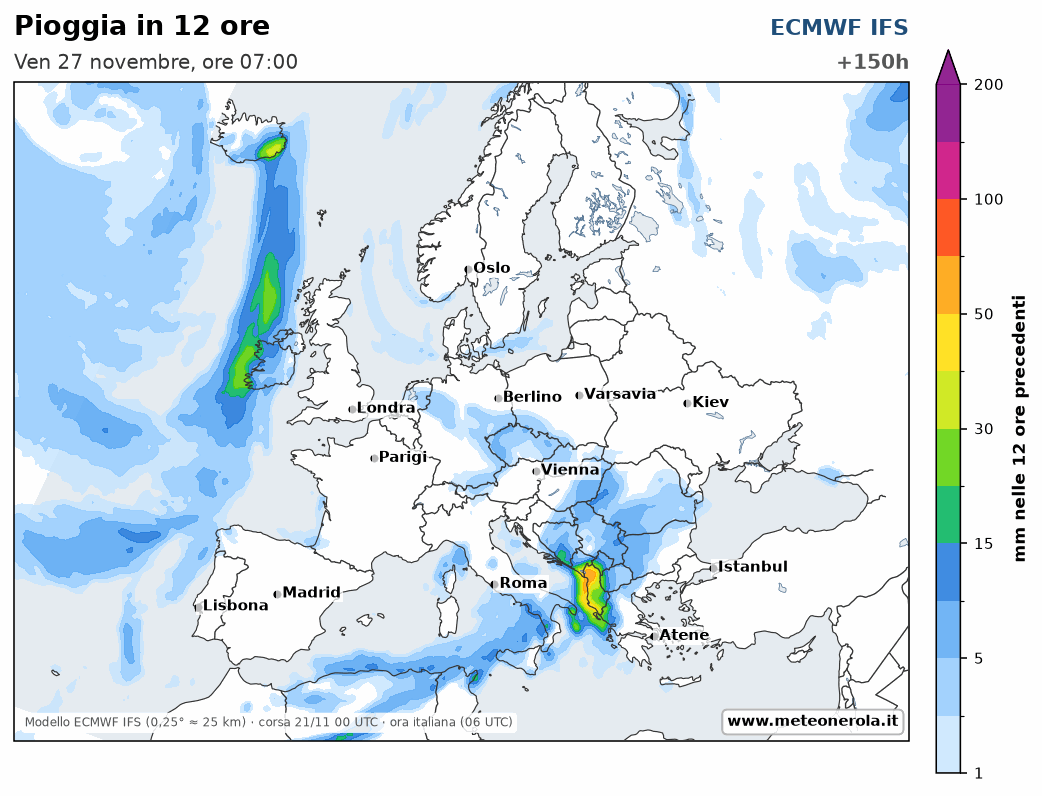 Pioggia in 12 ore
ECMWF IFS
Ven 27 novembre, ore 07:00
+150h
200
100
50
30
15
5
1
mm nelle 12 ore precedenti
Oslo
Berlino
Varsavia
Kiev
Londra
Parigi
Vienna
Istanbul
Roma
Madrid
Lisbona
Atene
Modello ECMWF IFS (0,25° ≈ 25 km) · corsa 21/11 00 UTC · ora italiana (06 UTC)
www.meteonerola.it